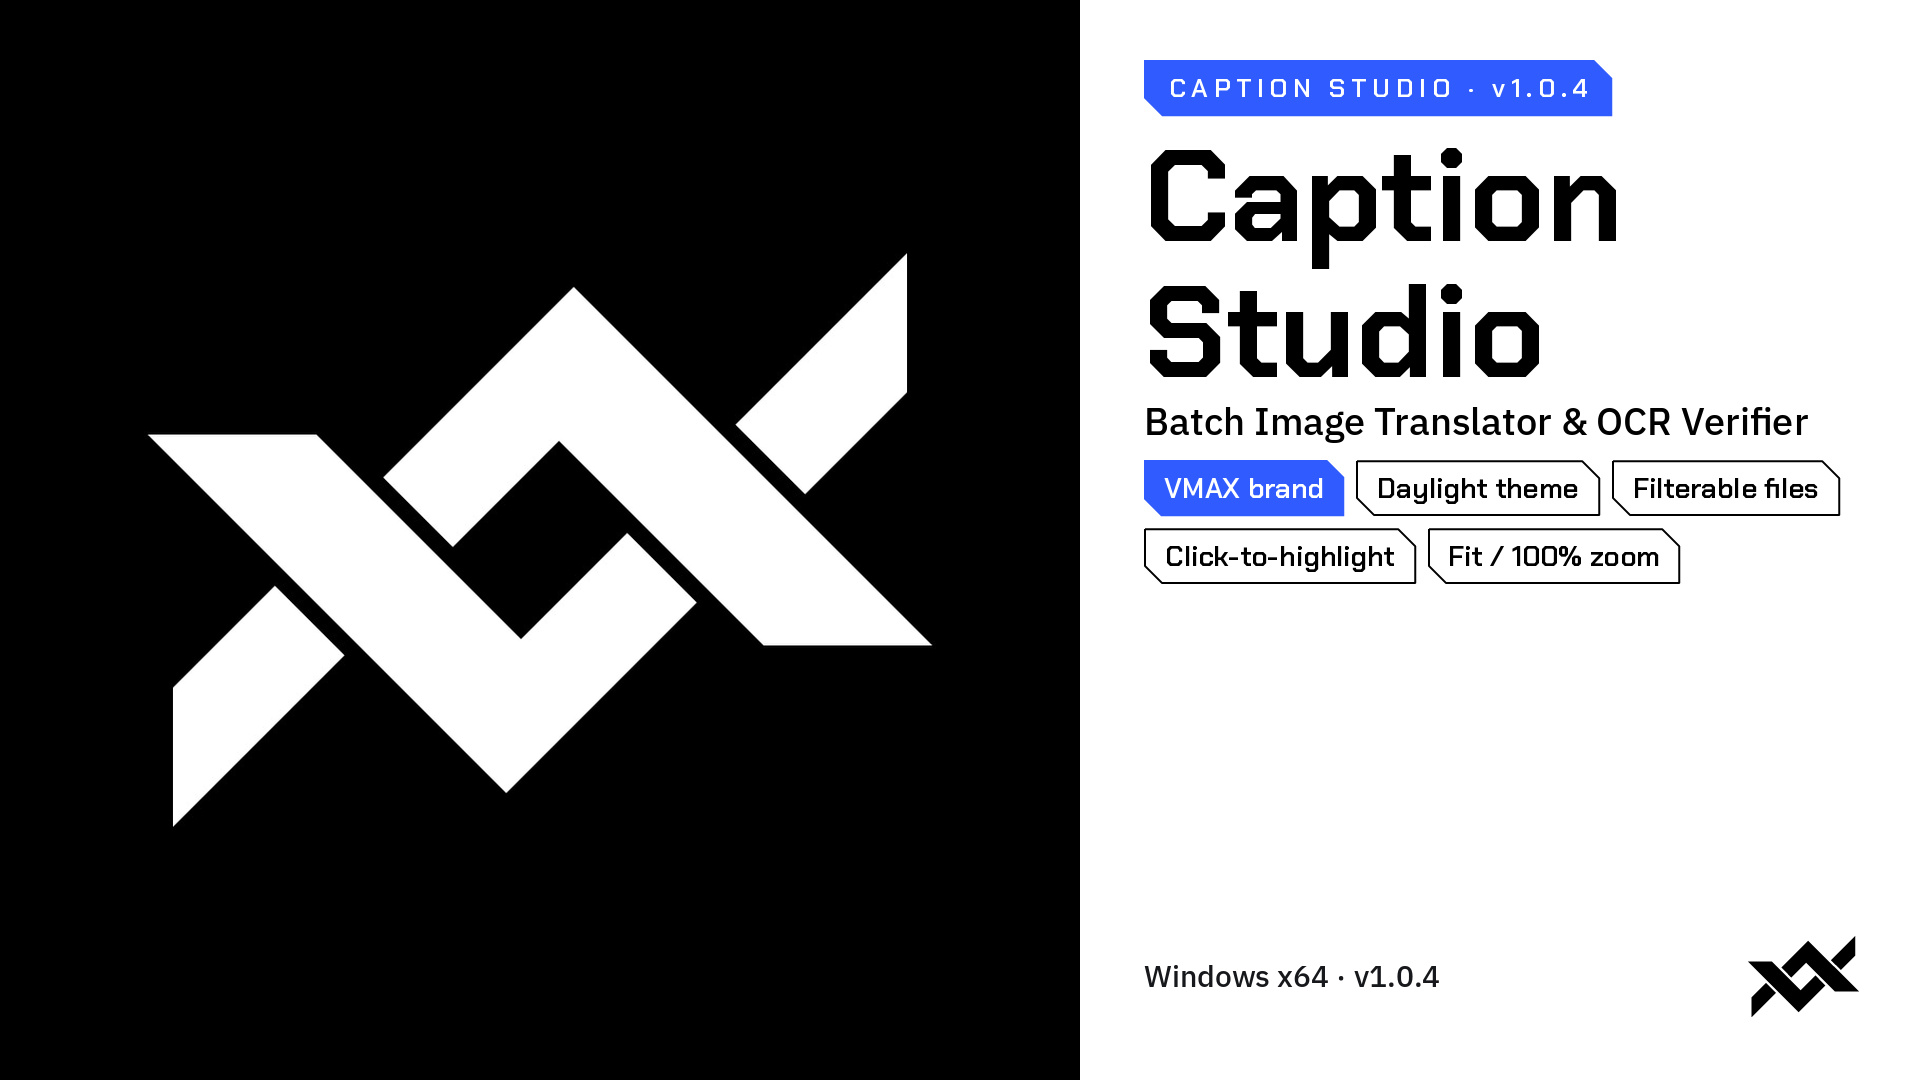 CAPTION STUDIO · v1.0.4
Caption
Studio
Batch Image Translator & OCR Verifier
VMAX brand
Daylight theme
Filterable files
Click-to-highlight
Fit / 100% zoom
Windows x64 · v1.0.4